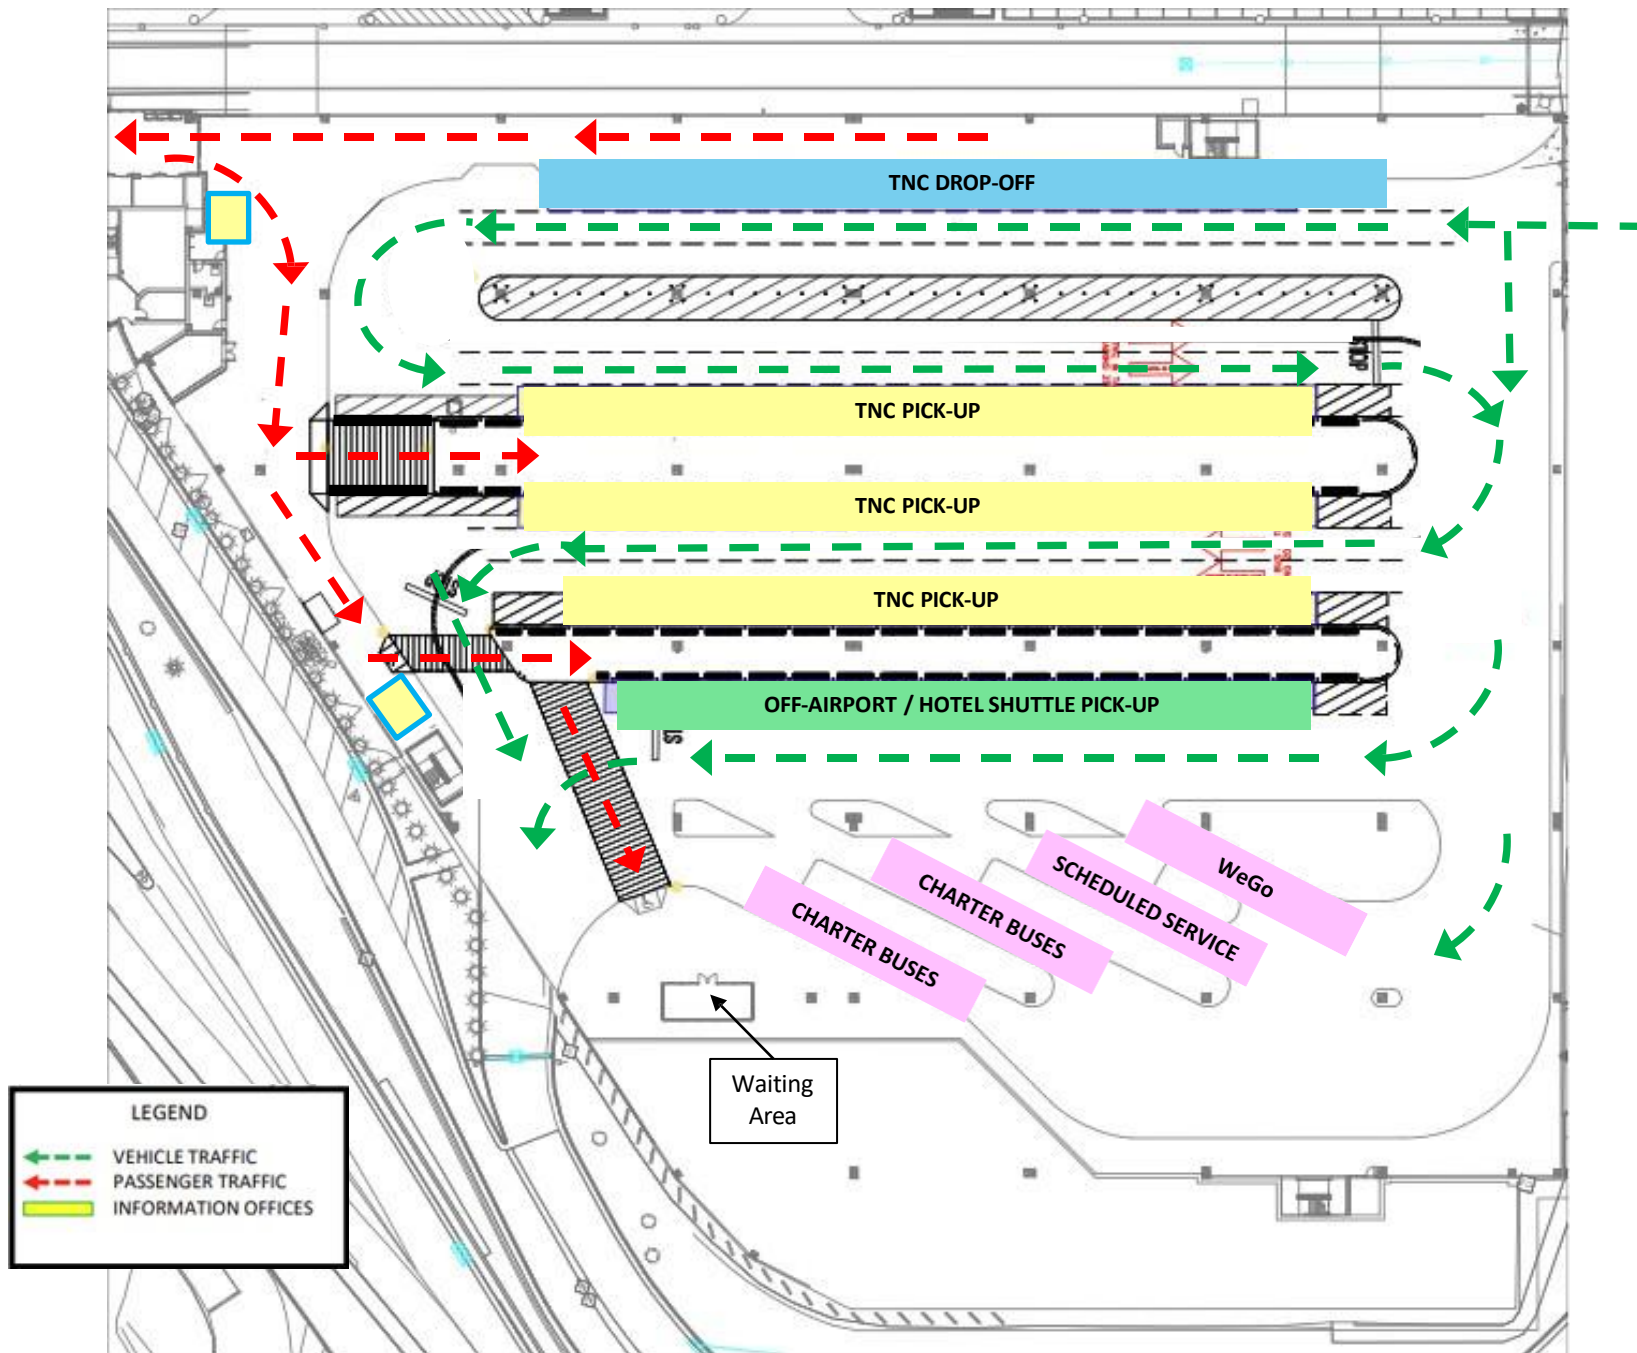 TNC DROP-OFF
STOP
TNC PICK-UP
TNC PICK-UP
TNC PICK-UP
OFF-AIRPORT / HOTEL SHUTTLE PICK-UP
WeGo
SCHEDULED SERVICE
CHARTER BUSES
CHARTER BUSES
Waiting
Area
LEGEND
VEHICLE TRAFFIC
PASSENGER TRAFFIC
INFORMATION OFFICES